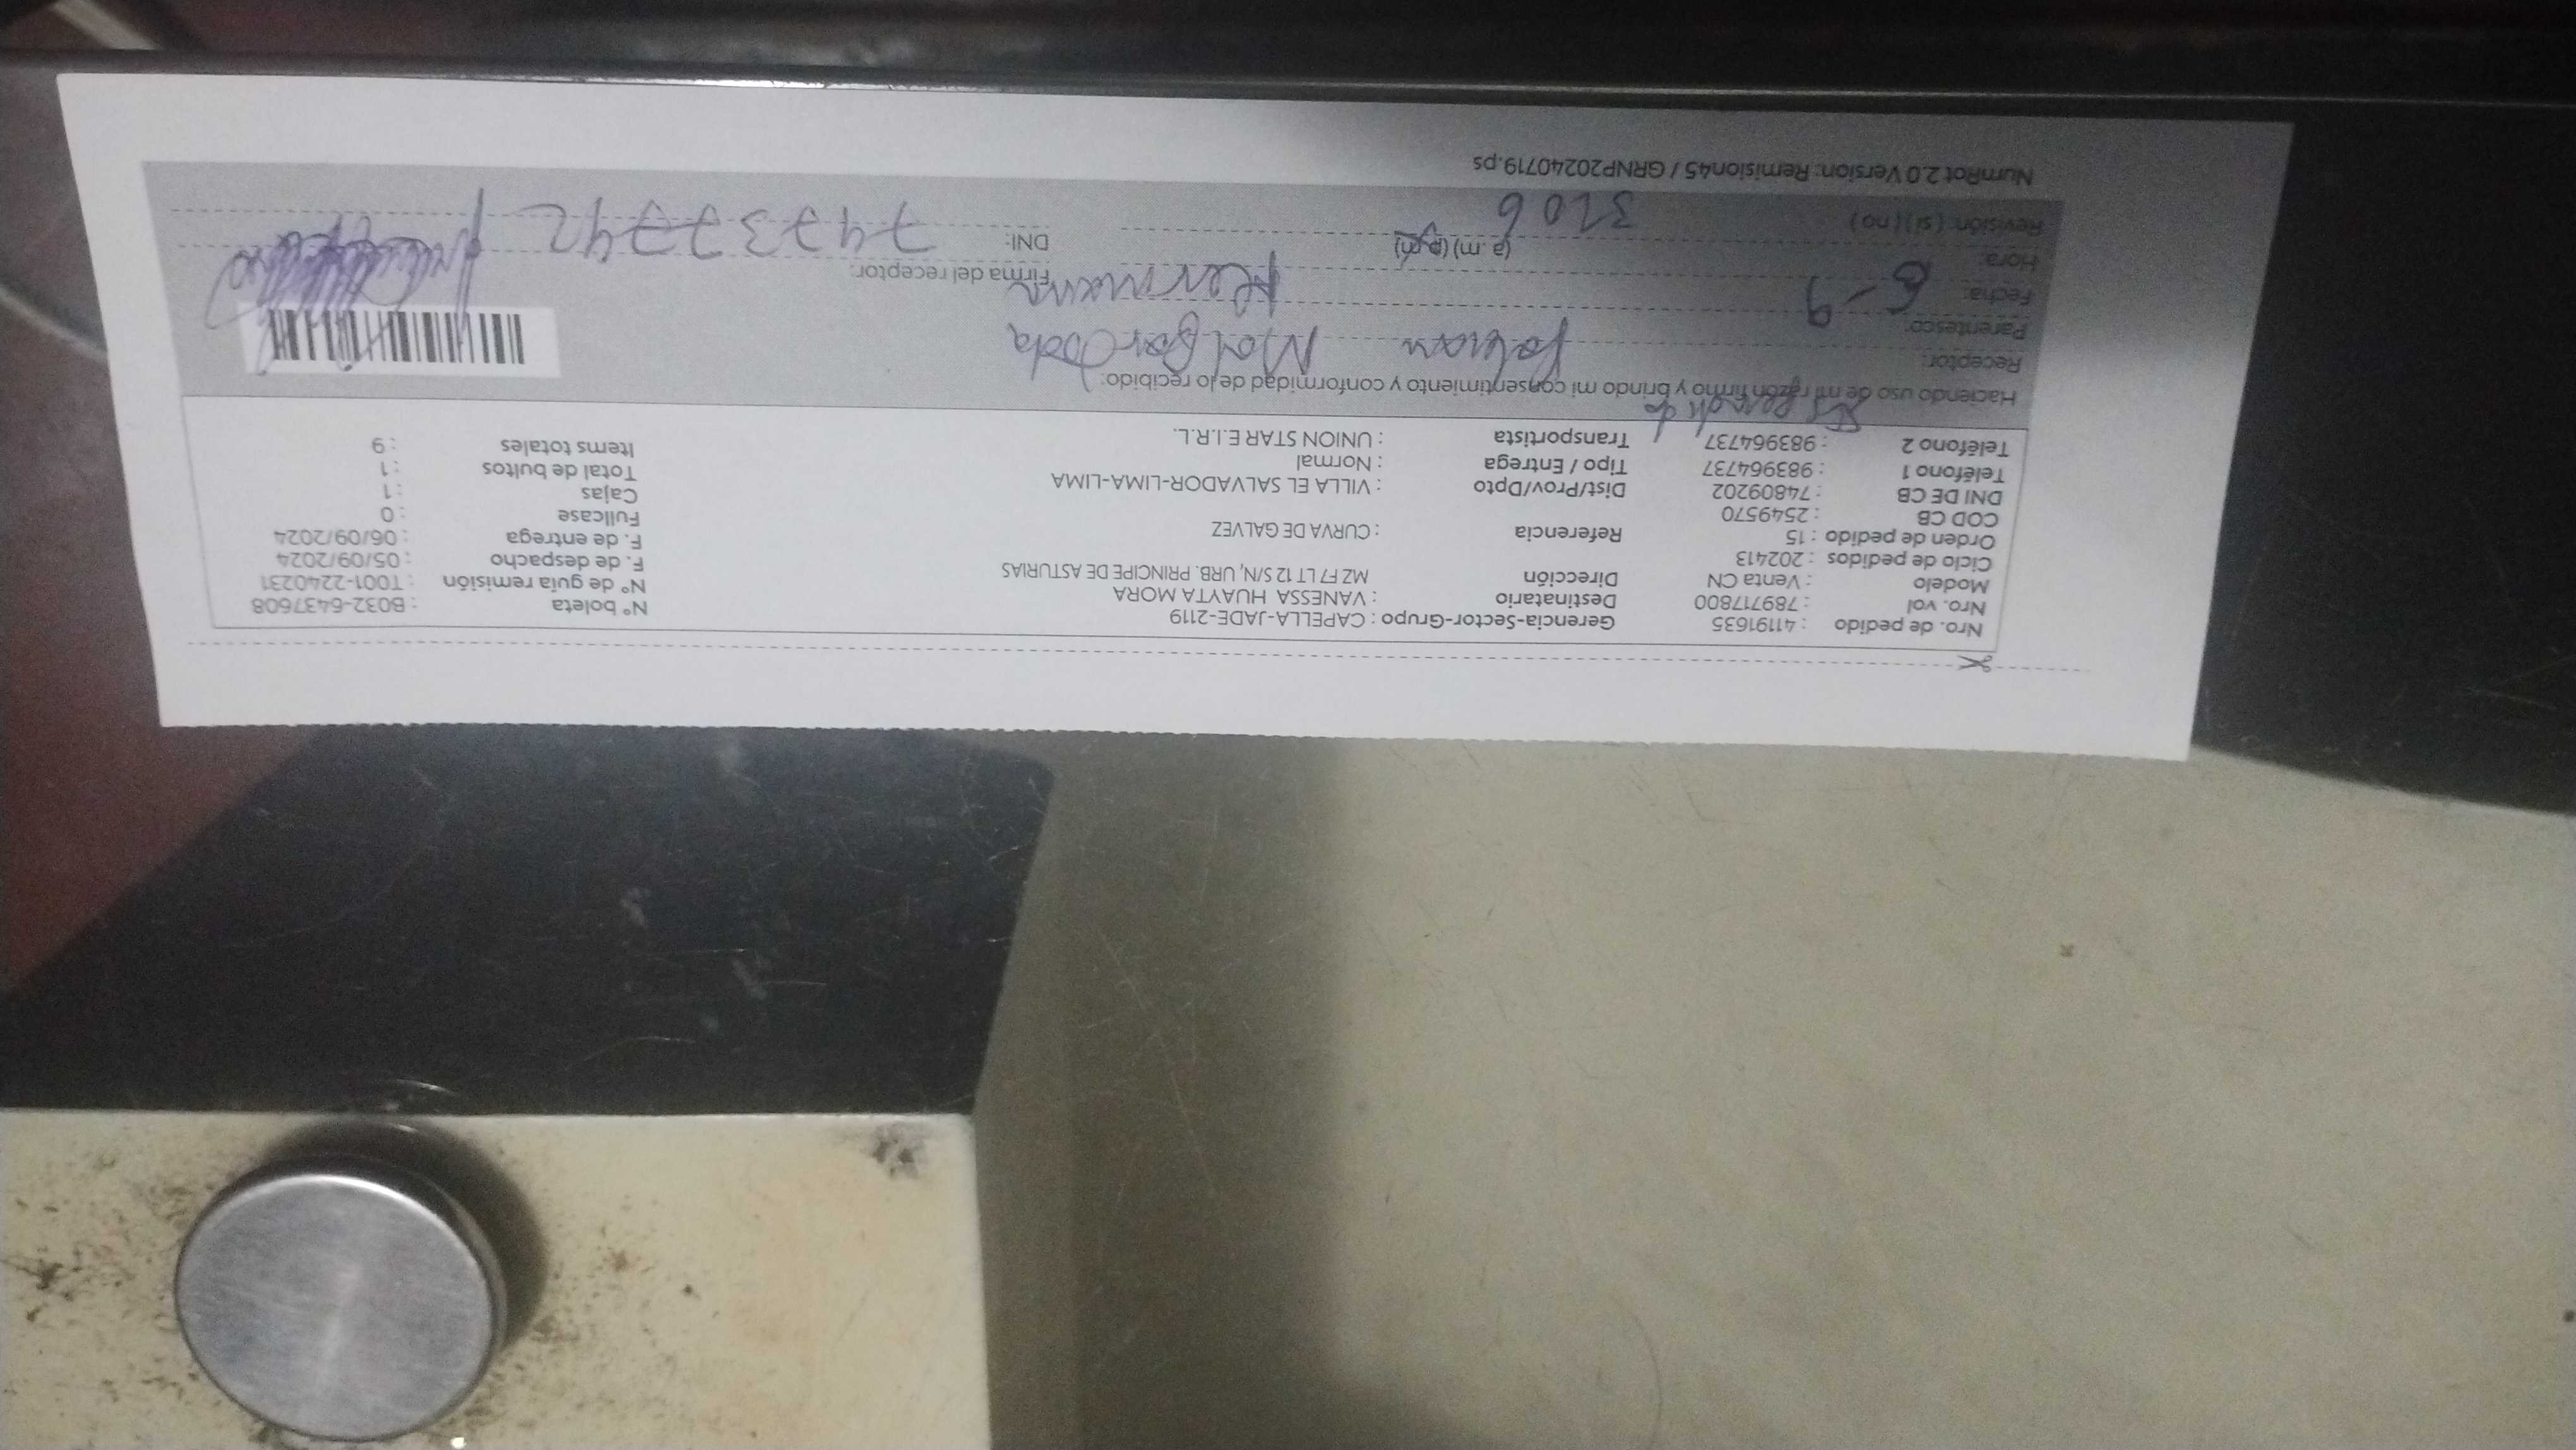 Nro. de pedido : 41191635 Gerencia-Sector-Grupo : CAPELLA-JADE-2119 N° boleta : B032-6437608
Nro. vol : 789717800 Destinatario : VANESSA HUAYTA MORA N° de guía remisión : T001-2240231
Modelo : Venta CN Dirección MZ F7 LT 12 S/N, URB. PRINCIPE DE ASTURIAS F. de despacho : 05/09/2024
Ciclo de pedidos : 202413 F. de entrega : 06/09/2024
Orden de pedido : 15 Referencia : CURVA DE GALVEZ Fullcase : 0
COD CB : 2549570 Cajas : 1
DNI DE CB : 74809202 Dist/Prov/Dpto : VILLA EL SALVADOR-LIMA-LIMA Total de bultos : 1
Teléfono 1 : 983964737 Tipo / Entrega : Normal Items totales : 9
Teléfono 2 : 983964737 Transportista : UNION STAR E.I.R.L.
Haciendo uso de mi razón firmo y brindo mi consentimiento y conformidad de lo recibido:
Receptor:
Parentesco: Hermana
Fecha: 6-9
Hora: (a.m) (p.m) Firma del receptor:
Revisión: (si) (no) 3206 DNI: 74737742
NumRot 2.0 Version: Remision45 / GRNP20240719.ps